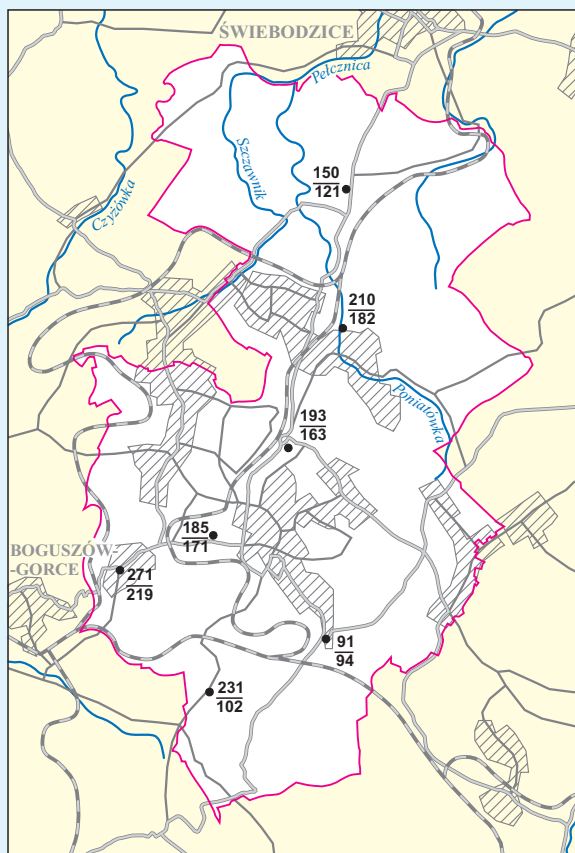 ŚWIEBODZICE
Pełcznica
Szczawnik
Czyżówka
150
121
210
182
Poniatówka
193
163
185
171
BOGUSZÓW-
-GORCE
271
219
91
94
231
102